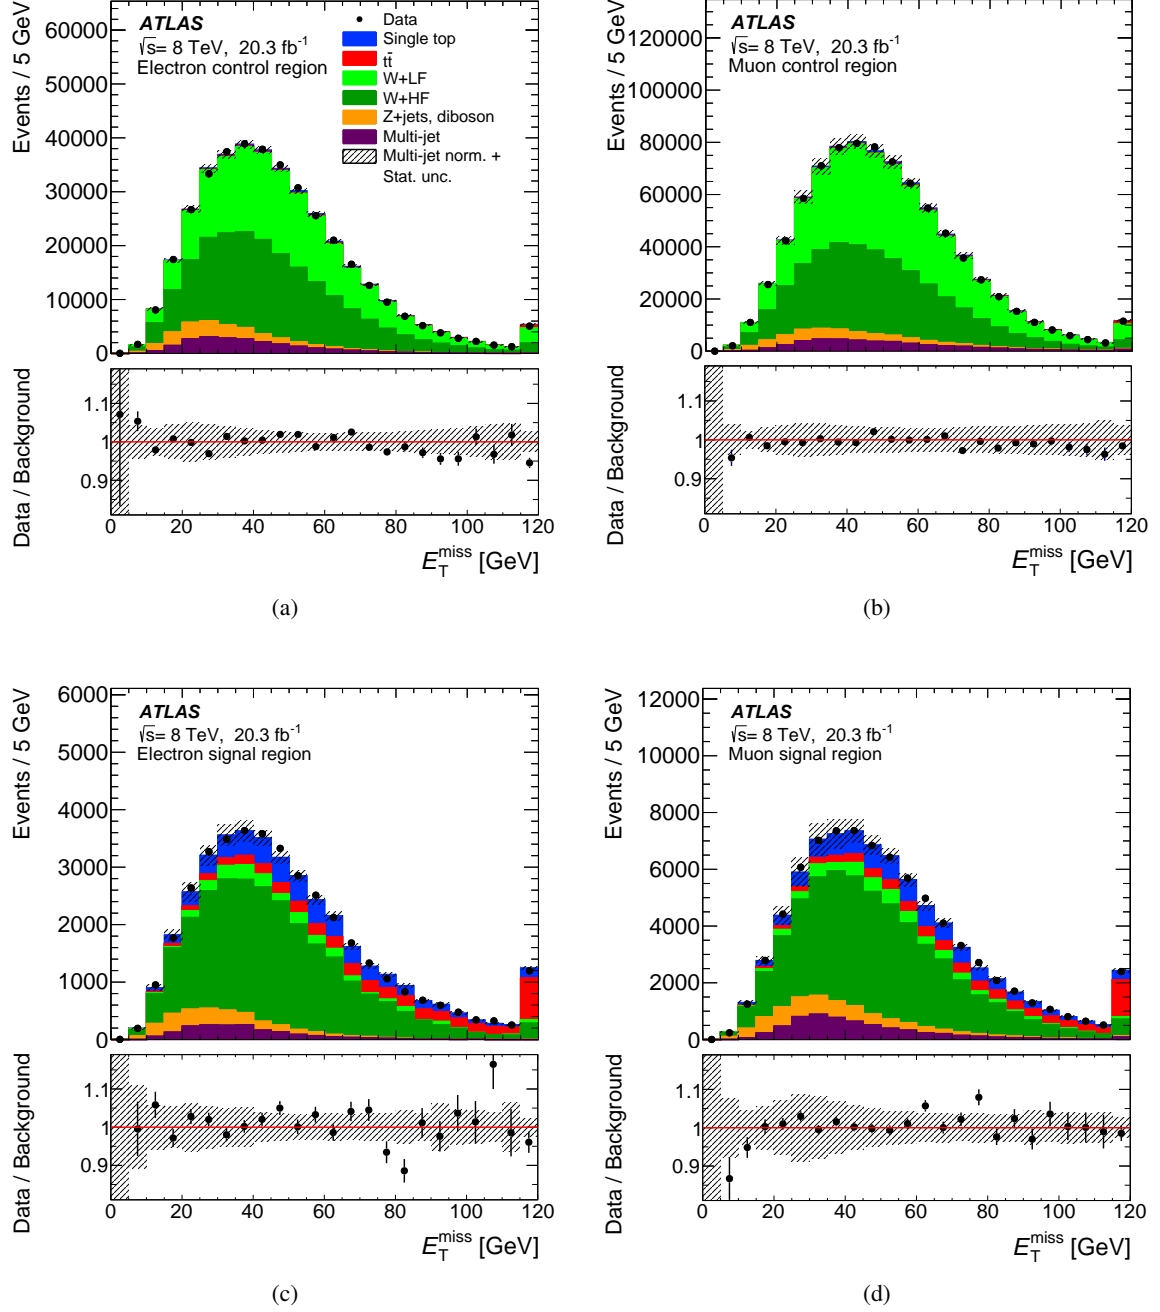 ATLAS
√s= 8 TeV, 20.3 fb⁻¹
Electron control region
Data
Single top
tt̄
W+LF
W+HF
Z+jets, diboson
Multi-jet
Multi-jet norm. +
Stat. unc.
Events / 5 GeV
60000
50000
40000
30000
20000
10000
0
Data / Background
1.1
1
0.9
0 20 40 60 80 100 120
E_T^miss [GeV]
(a)
ATLAS
√s= 8 TeV, 20.3 fb⁻¹
Muon control region
Events / 5 GeV
120000
100000
80000
60000
40000
20000
0
Data / Background
1.1
1
0.9
0 20 40 60 80 100 120
E_T^miss [GeV]
(b)
ATLAS
√s= 8 TeV, 20.3 fb⁻¹
Electron signal region
Events / 5 GeV
6000
5000
4000
3000
2000
1000
0
Data / Background
1.1
1
0.9
0 20 40 60 80 100 120
E_T^miss [GeV]
(c)
ATLAS
√s= 8 TeV, 20.3 fb⁻¹
Muon signal region
Events / 5 GeV
12000
10000
8000
6000
4000
2000
0
Data / Background
1.1
1
0.9
0 20 40 60 80 100 120
E_T^miss [GeV]
(d)